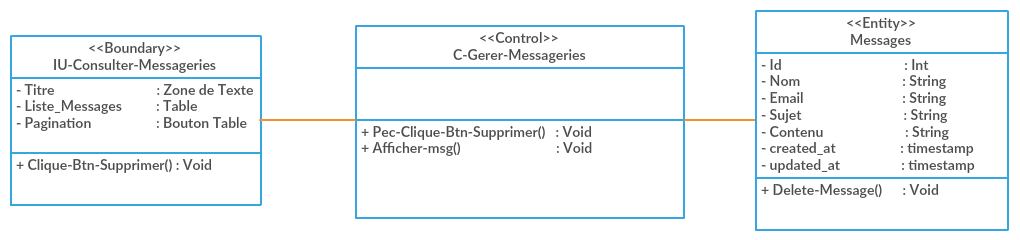 <<Boundary>>
IU-Consulter-Messageries
- Titre : Zone de Texte
- Liste_Messages : Table
- Pagination : Bouton Table
+ Clique-Btn-Supprimer() : Void
<<Control>>
C-Gerer-Messageries
+ Pec-Clique-Btn-Supprimer() : Void
+ Afficher-msg() : Void
<<Entity>>
Messages
- Id : Int
- Nom : String
- Email : String
- Sujet : String
- Contenu : String
- created_at : timestamp
- updated_at : timestamp
+ Delete-Message() : Void